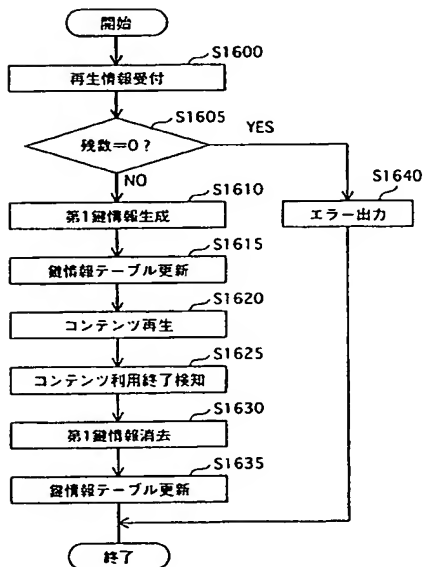 開始
S1600
再生情報受付
S1605
残数=0?
YES
NO
S1610
第1鍵情報生成
S1640
エラー出力
S1615
鍵情報テーブル更新
S1620
コンテンツ再生
S1625
コンテンツ利用終了検知
S1630
第1鍵情報消去
S1635
鍵情報テーブル更新
終了